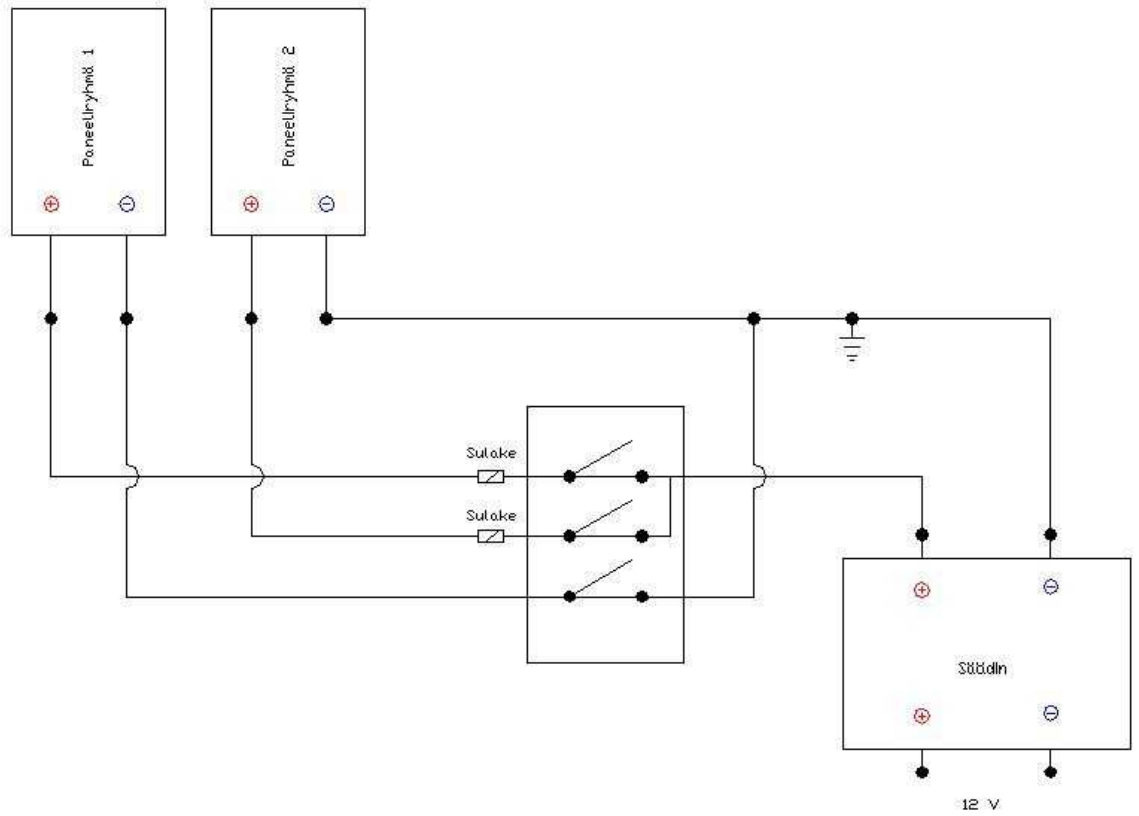 Paneeliryhmä 1
Paneeliryhmä 2
Sulake
Sulake
Säädin
12 V